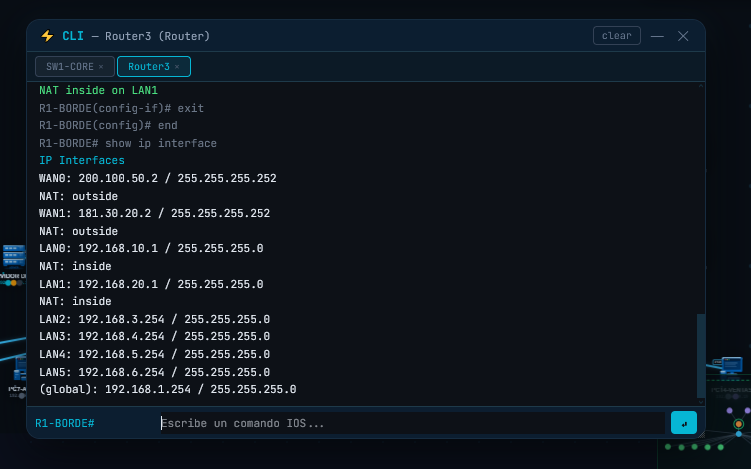 CLI — Router3 (Router)
clear
SW1-CORE ×
Router3 ×
NAT inside on LAN1
R1-BORDE(config-if)# exit
R1-BORDE(config)# end
R1-BORDE# show ip interface
IP Interfaces
WAN0: 200.100.50.2 / 255.255.255.252
NAT: outside
WAN1: 181.30.20.2 / 255.255.255.252
NAT: outside
LAN0: 192.168.10.1 / 255.255.255.0
NAT: inside
LAN1: 192.168.20.1 / 255.255.255.0
NAT: inside
LAN2: 192.168.3.254 / 255.255.255.0
LAN3: 192.168.4.254 / 255.255.255.0
LAN4: 192.168.5.254 / 255.255.255.0
LAN5: 192.168.6.254 / 255.255.255.0
(global): 192.168.1.254 / 255.255.255.0
R1-BORDE#
Escribe un comando IOS...